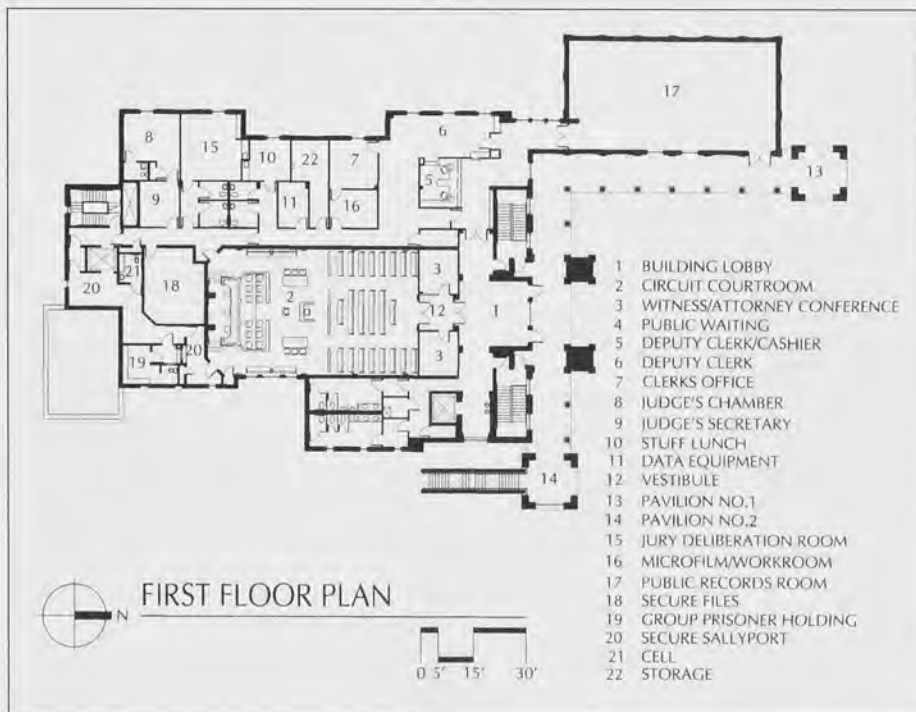 17
6
8
15
10
22
7
13
5
9
11
16
3
2
21
18
20
12
1
3
19
20
14
1 BUILDING LOBBY
2 CIRCUIT COURTROOM
3 WITNESS/ATTORNEY CONFERENCE
4 PUBLIC WAITING
5 DEPUTY CLERK/CASHIER
6 DEPUTY CLERK
7 CLERKS OFFICE
8 JUDGE'S CHAMBER
9 JUDGE'S SECRETARY
10 STUFF LUNCH
11 DATA EQUIPMENT
12 VESTIBULE
13 PAVILION NO.1
14 PAVILION NO.2
15 JURY DELIBERATION ROOM
16 MICROFILM/WORKROOM
17 PUBLIC RECORDS ROOM
18 SECURE FILES
19 GROUP PRISONER HOLDING
20 SECURE SALLYPORT
21 CELL
22 STORAGE
FIRST FLOOR PLAN
N
0 5' 15' 30'